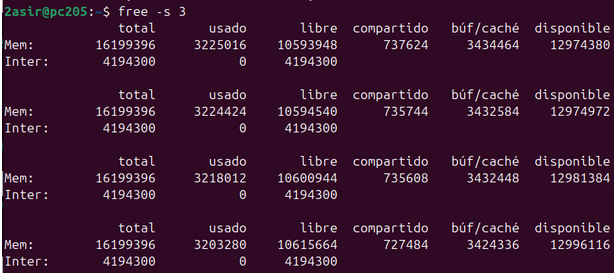 2asir@pc205:~$ free -s 3
total usado libre compartido búf/caché disponible
Mem: 16199396 3225016 10593948 737624 3434464 12974380
Inter: 4194300 0 4194300
total usado libre compartido búf/caché disponible
Mem: 16199396 3224424 10594540 735744 3432584 12974972
Inter: 4194300 0 4194300
total usado libre compartido búf/caché disponible
Mem: 16199396 3218012 10600944 735608 3432448 12981384
Inter: 4194300 0 4194300
total usado libre compartido búf/caché disponible
Mem: 16199396 3203280 10615664 727484 3424336 12996116
Inter: 4194300 0 4194300